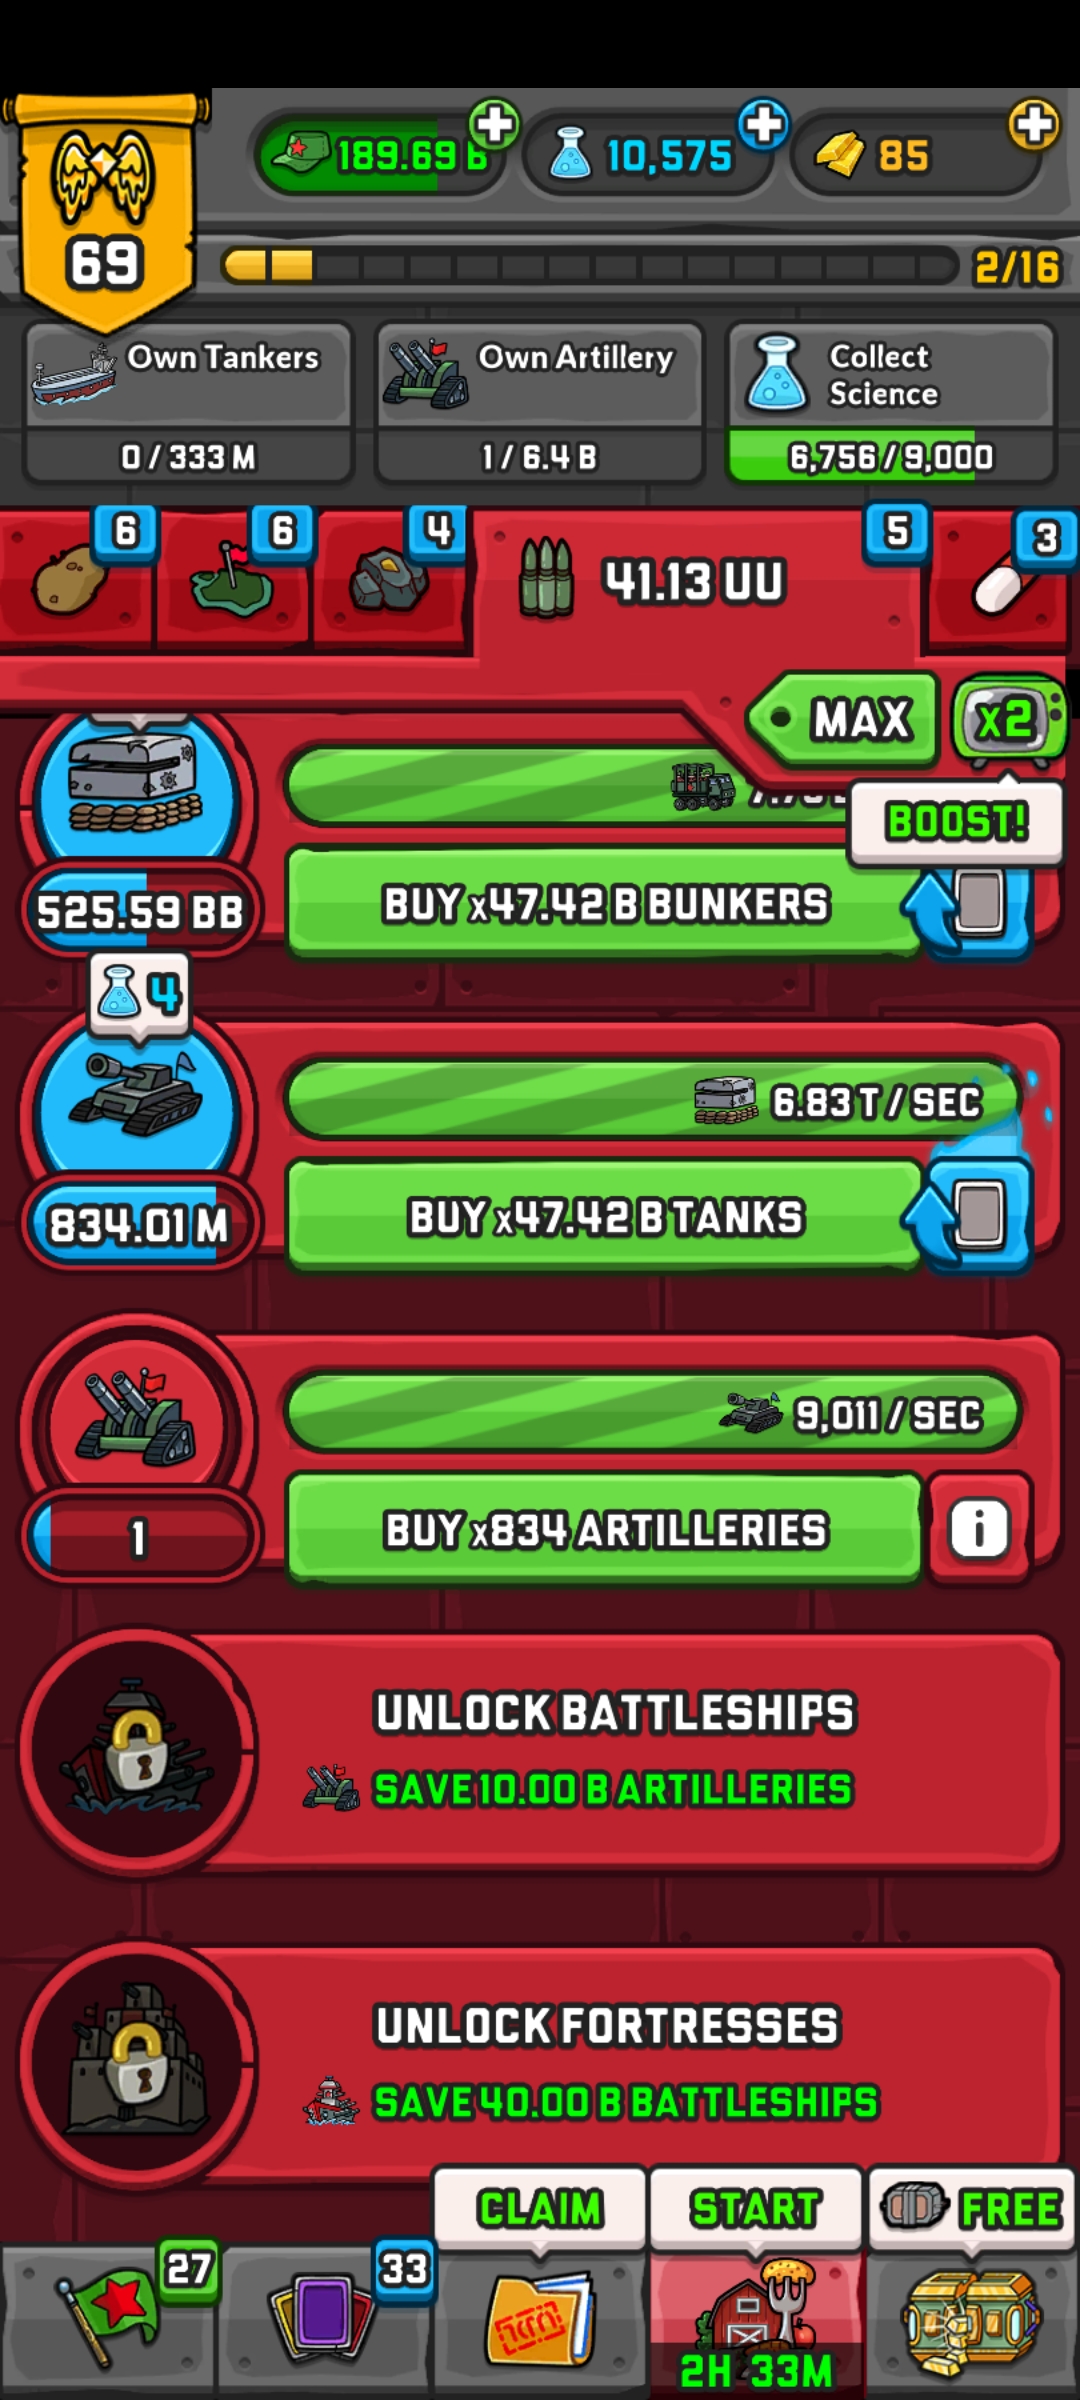 189.69 B
10,575
85
69
2/16
Own Tankers
0 / 333 M
Own Artillery
1 / 6.4 B
Collect
Science
6,756 / 9,000
6
6
4
41.13 UU
5
3
MAX
x2
BOOST!
525.59 BB
BUY x47.42 B BUNKERS
4
6.83 T / SEC
834.01 M
BUY x47.42 B TANKS
9,011 / SEC
1
BUY x834 ARTILLERIES
i
UNLOCK BATTLESHIPS
SAVE 10.00 B ARTILLERIES
UNLOCK FORTRESSES
SAVE 40.00 B BATTLESHIPS
CLAIM
START
FREE
27
33
2H 33M